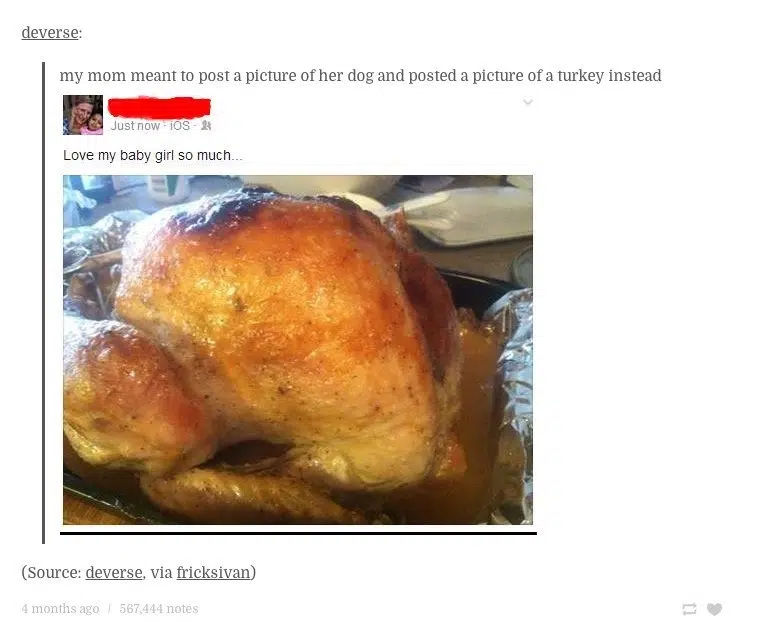 deverse:
my mom meant to post a picture of her dog and posted a picture of a turkey instead
Just now · iOS ·
Love my baby girl so much...
(Source: deverse, via fricksivan)
4 months ago / 567,444 notes